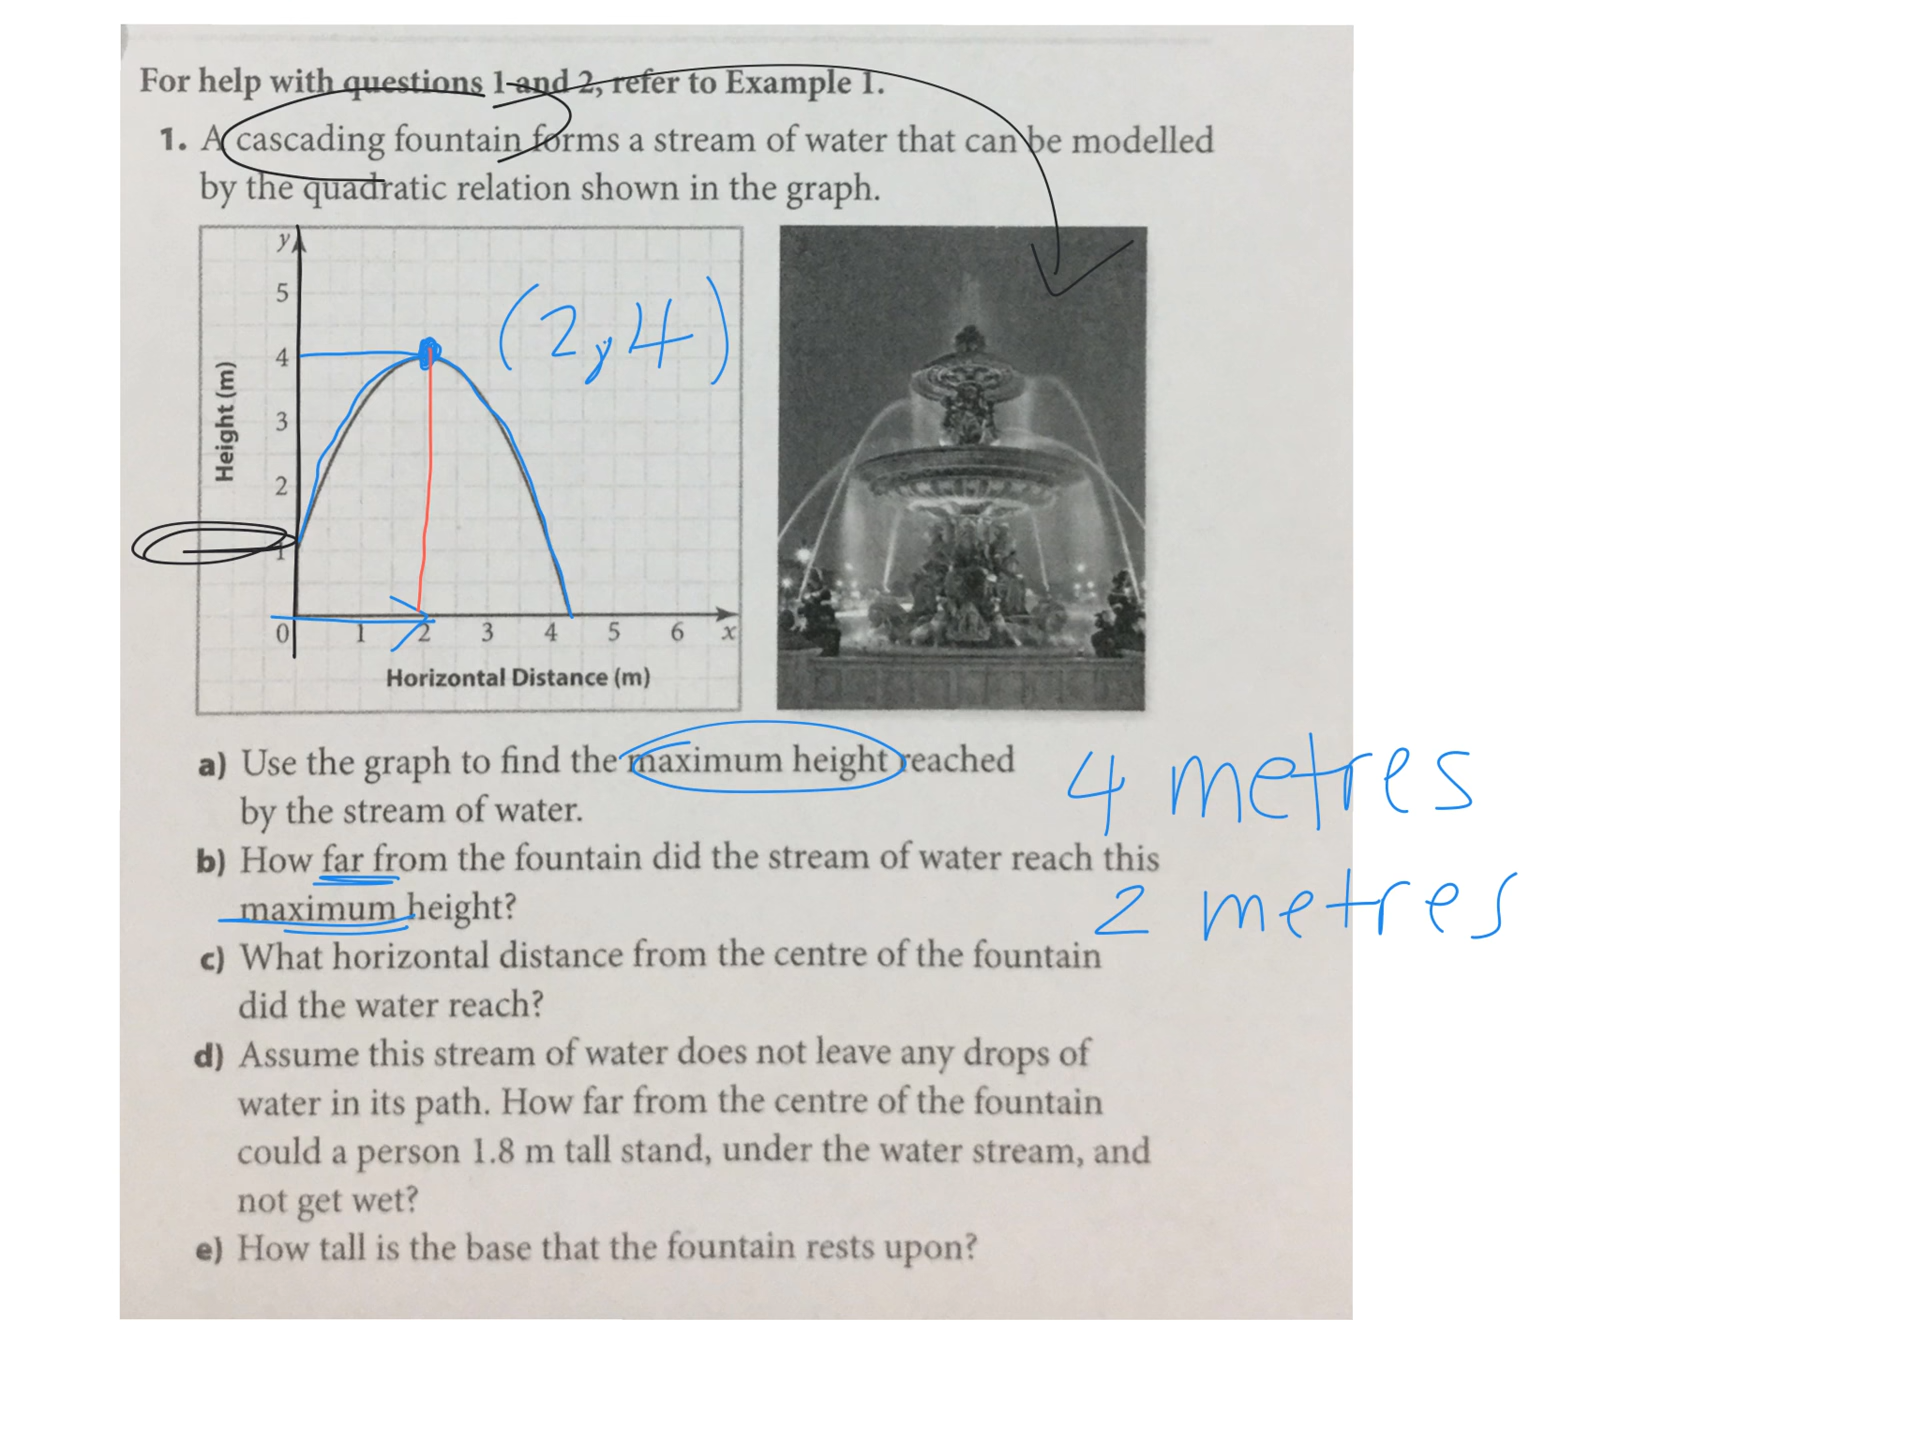 For help with questions 1 and 2, refer to Example 1.
1. A cascading fountain forms a stream of water that can be modelled
by the quadratic relation shown in the graph.
y
5
4
3
2
1
0 1 2 3 4 5 6 x
Height (m)
Horizontal Distance (m)
(2,4)
a) Use the graph to find the maximum height reached
by the stream of water.
4 metres
b) How far from the fountain did the stream of water reach this
maximum height?
2 metres
c) What horizontal distance from the centre of the fountain
did the water reach?
d) Assume this stream of water does not leave any drops of
water in its path. How far from the centre of the fountain
could a person 1.8 m tall stand, under the water stream, and
not get wet?
e) How tall is the base that the fountain rests upon?